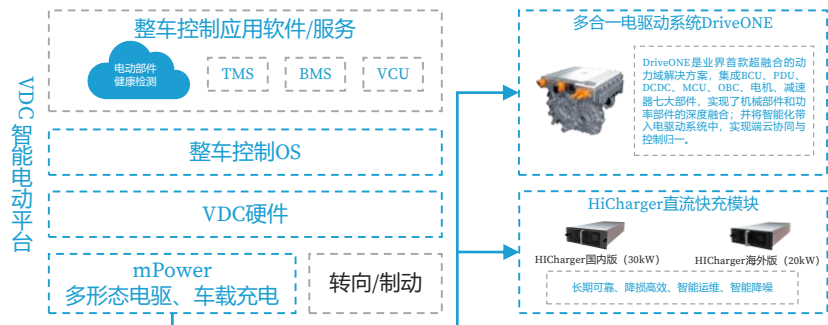 VDC智能电动平台
整车控制应用软件/服务
电动部件
健康检测
TMS
BMS
VCU
整车控制OS
VDC硬件
mPower
多形态电驱、车载充电
转向/制动
多合一电驱动系统DriveONE
DriveONE是业界首款超融合的动
力域解决方案，集成BCU、PDU、
DCDC、MCU、OBC、电机、减速
器七大部件，实现了机械部件和功
率部件的深度融合；并将智能化带
入电驱动系统中，实现端云协同与
控制归一。
HiCharger直流快充模块
HICharger国内版（30kW）
HICharger海外版（20kW）
长期可靠、降损高效、智能运维、智能降噪